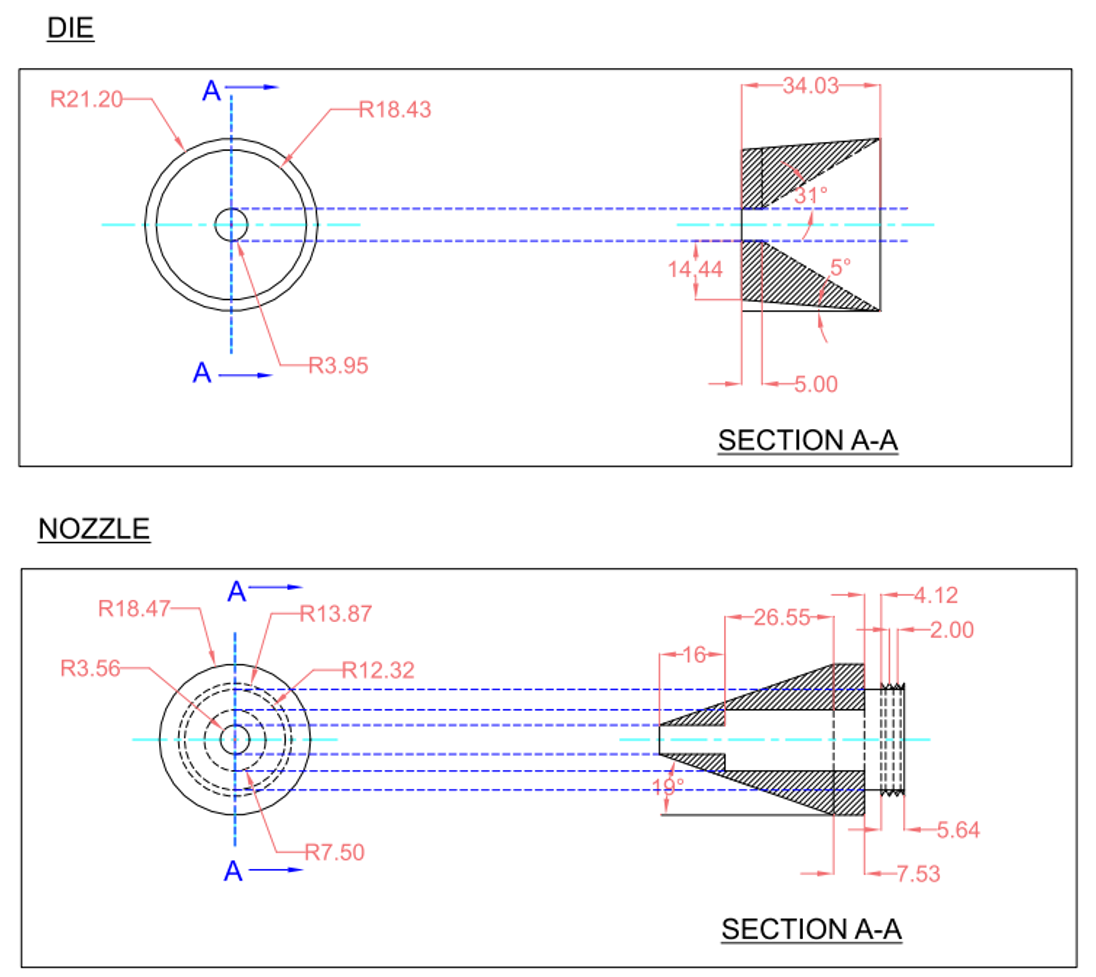 DIE
A
R21.20
R18.43
34.03
31°
14.44
5°
R3.95
A
5.00
SECTION A-A
NOZZLE
A
R18.47
R13.87
4.12
26.55
2.00
16
R3.56
R12.32
19°
5.64
R7.50
A
7.53
SECTION A-A